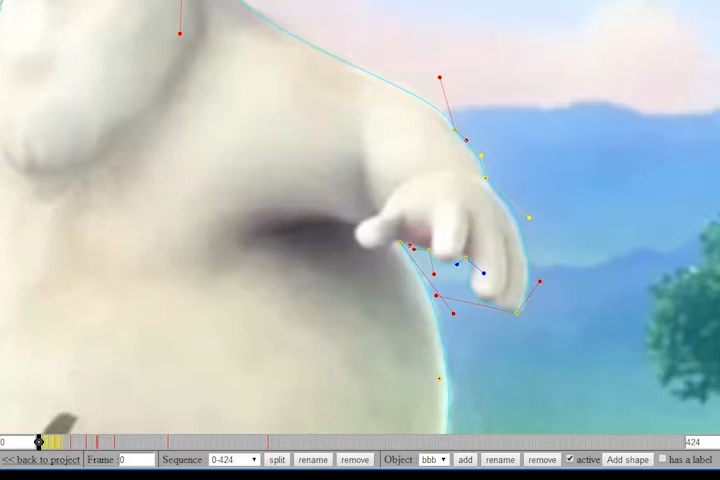 0 424
<< back to project Frame : 0 Sequence : 0-424 split rename remove Object : bbb add rename remove active Add shape has a label